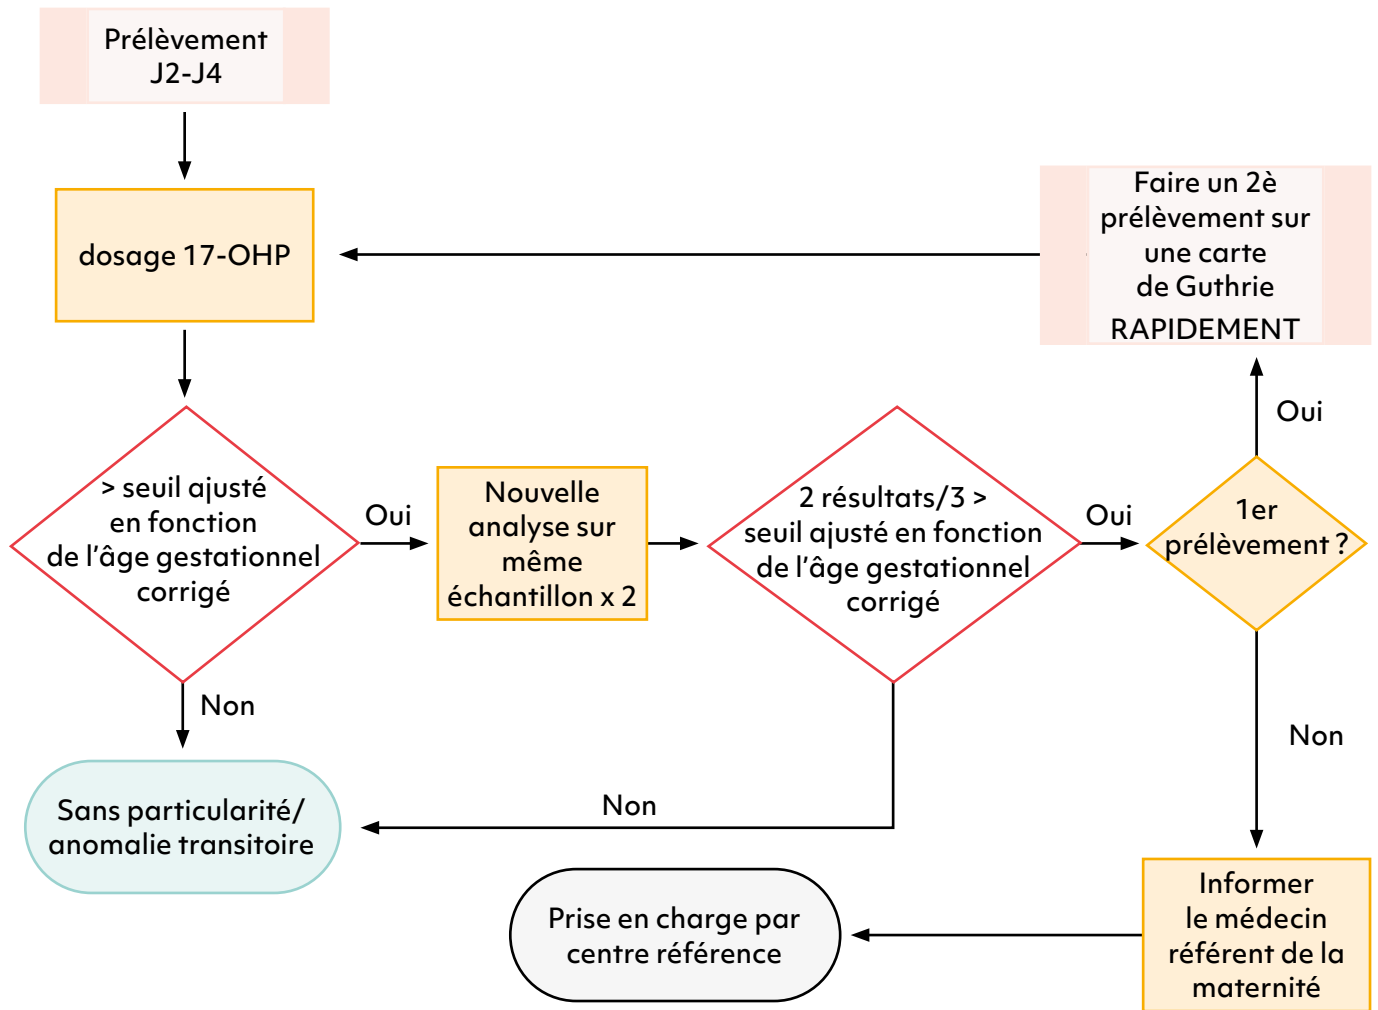 Prélèvement
J2-J4
dosage 17-OHP
Faire un 2è
prélèvement sur
une carte
de Guthrie
RAPIDEMENT
Oui
> seuil ajusté
en fonction
de l'âge gestationnel
corrigé
Oui
Nouvelle
analyse sur
même
échantillon x 2
2 résultats/3 >
seuil ajusté en fonction
de l'âge gestationnel
corrigé
Oui
1er
prélèvement ?
Non
Non
Non
Sans particularité/
anomalie transitoire
Prise en charge par
centre référence
Informer
le médecin
référent de la
maternité